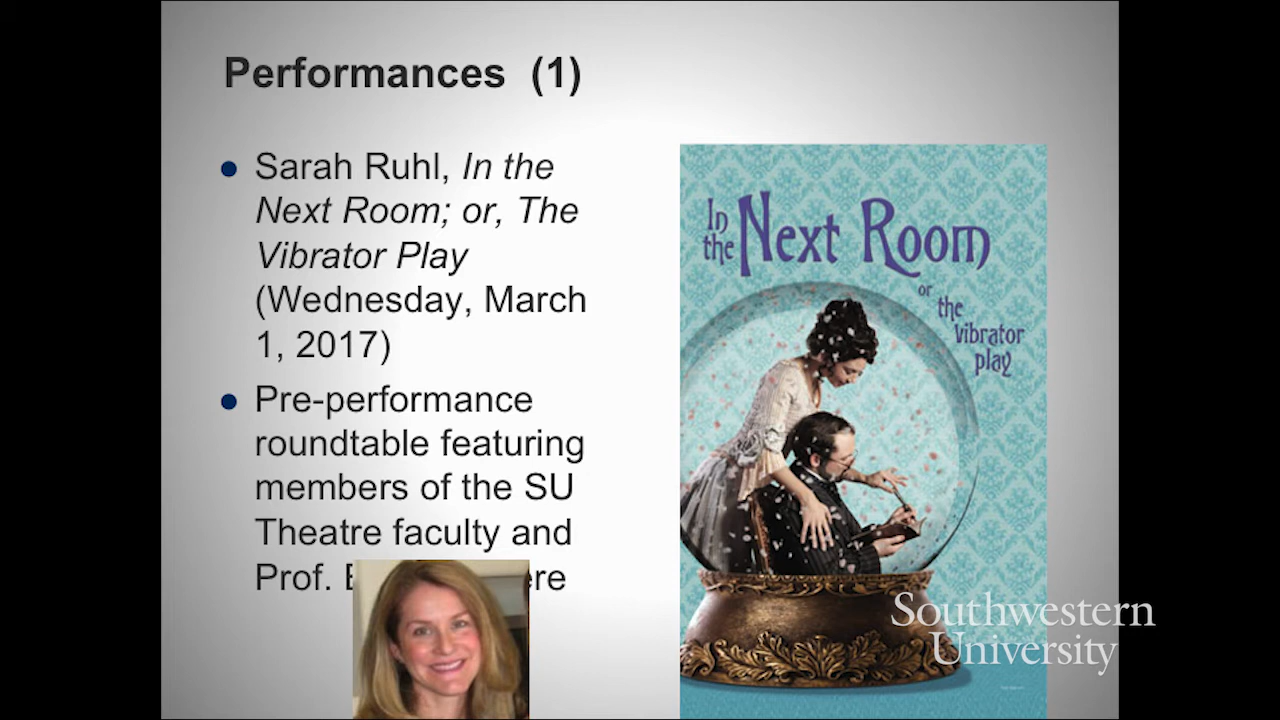 Performances (1)
Sarah Ruhl, In the
Next Room; or, The
Vibrator Play
(Wednesday, March
1, 2017)
Pre-performance
roundtable featuring
members of the SU
Theatre faculty and
Prof.
In
the Next Room
or
the
vibrator
play
Southwestern
University